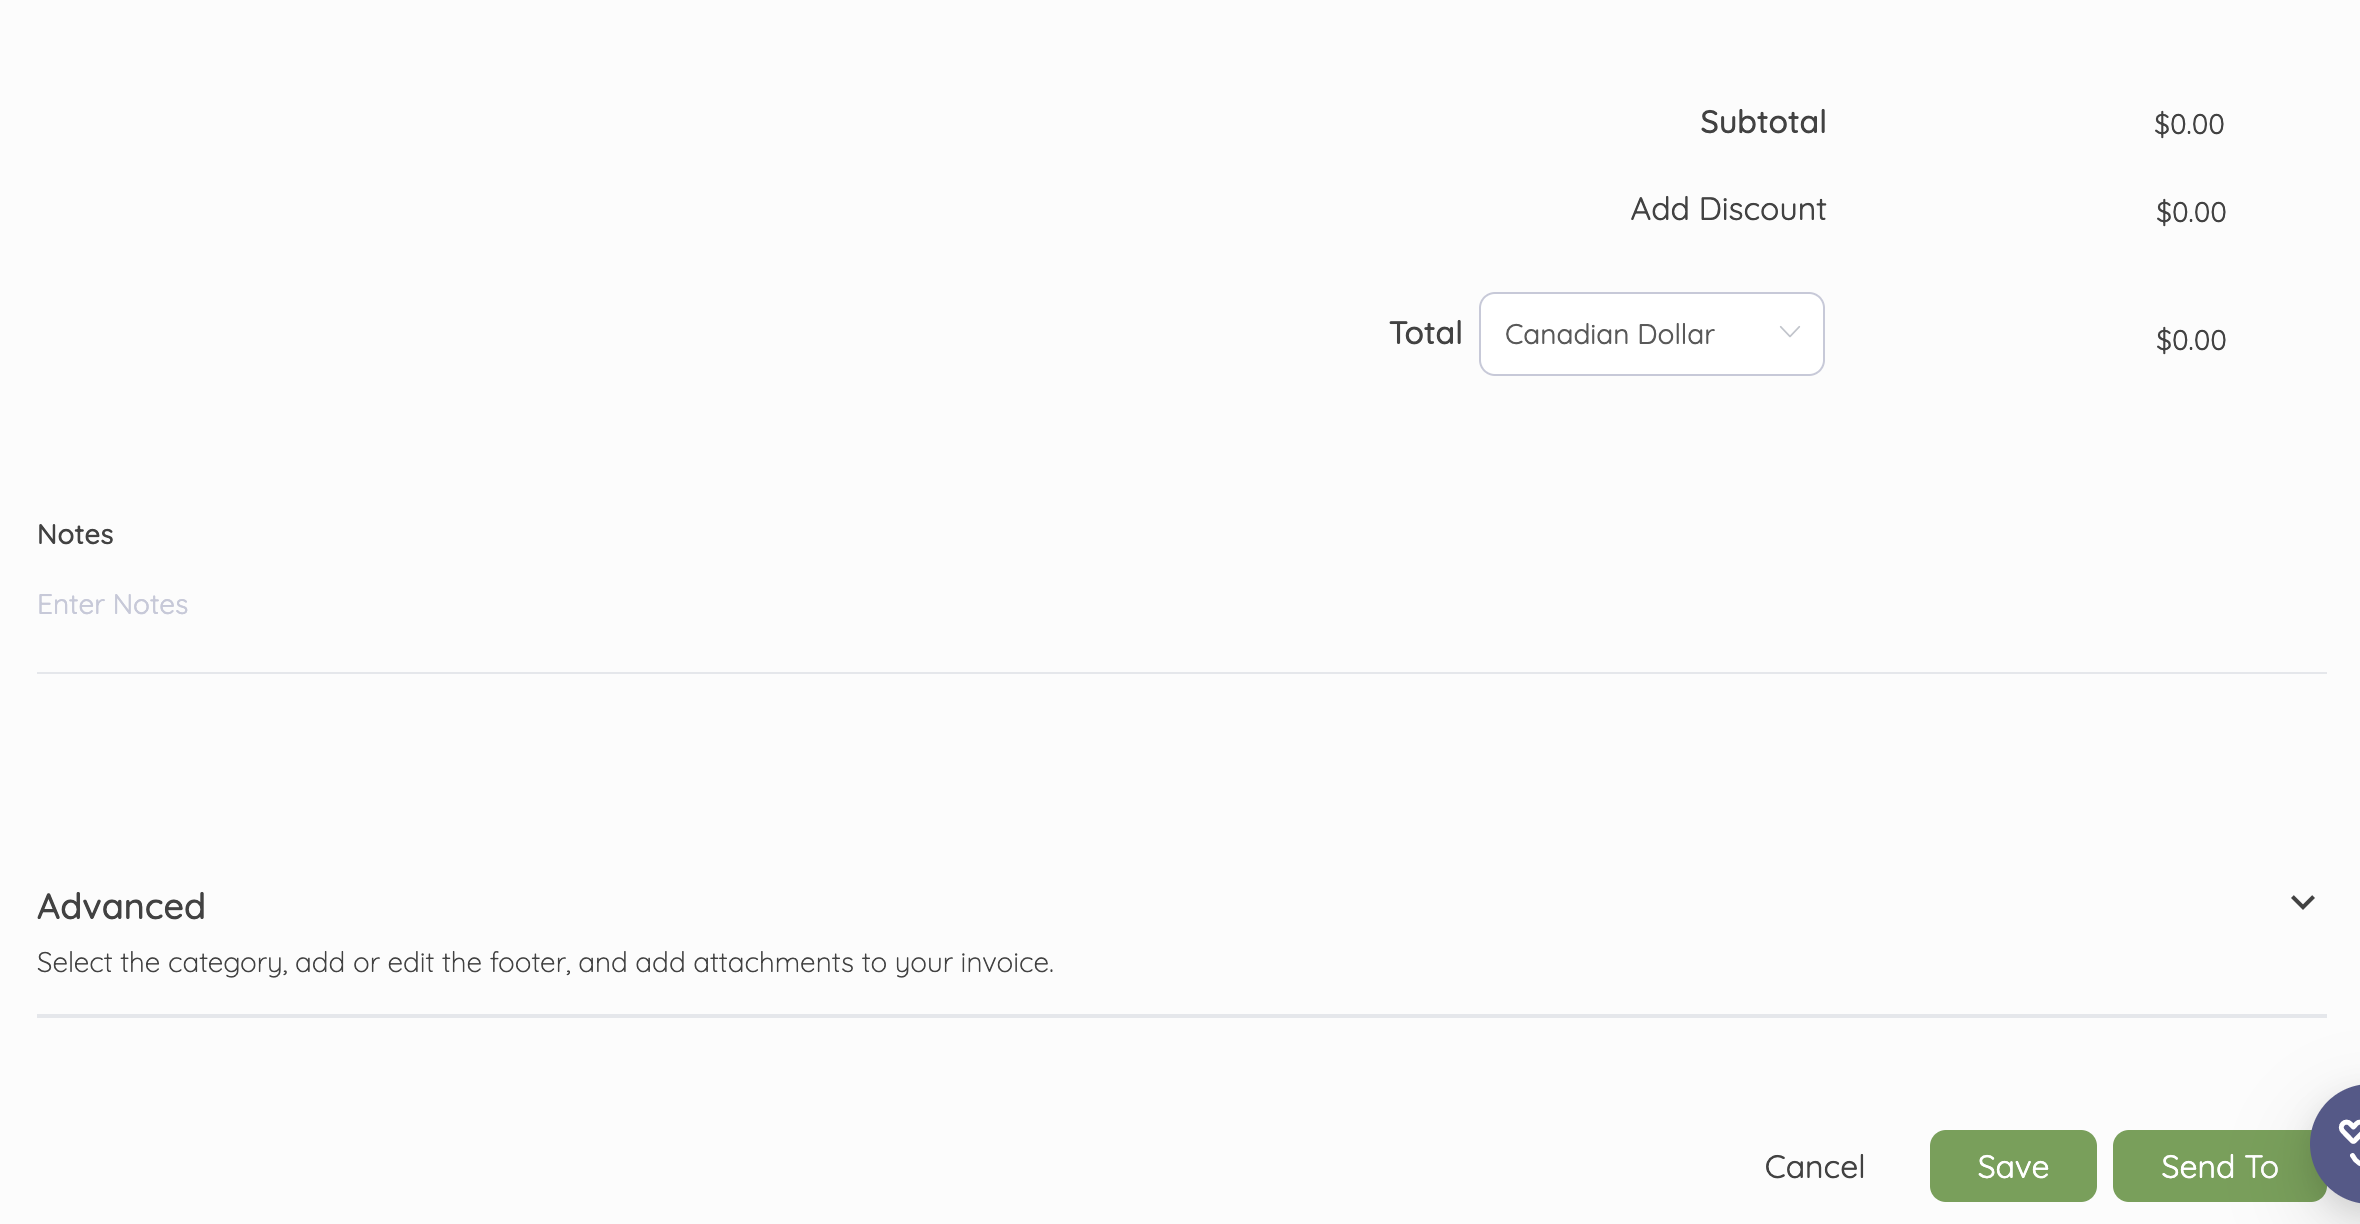 Subtotal $0.00
Add Discount $0.00
Total Canadian Dollar $0.00
Notes
Enter Notes
Advanced
Select the category, add or edit the footer, and add attachments to your invoice.
Cancel Save Send To